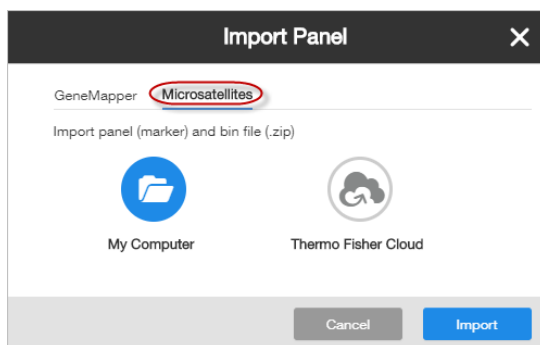 Import Panel
GeneMapper Microsatellites
Import panel (marker) and bin file (.zip)
My Computer Thermo Fisher Cloud
Cancel Import